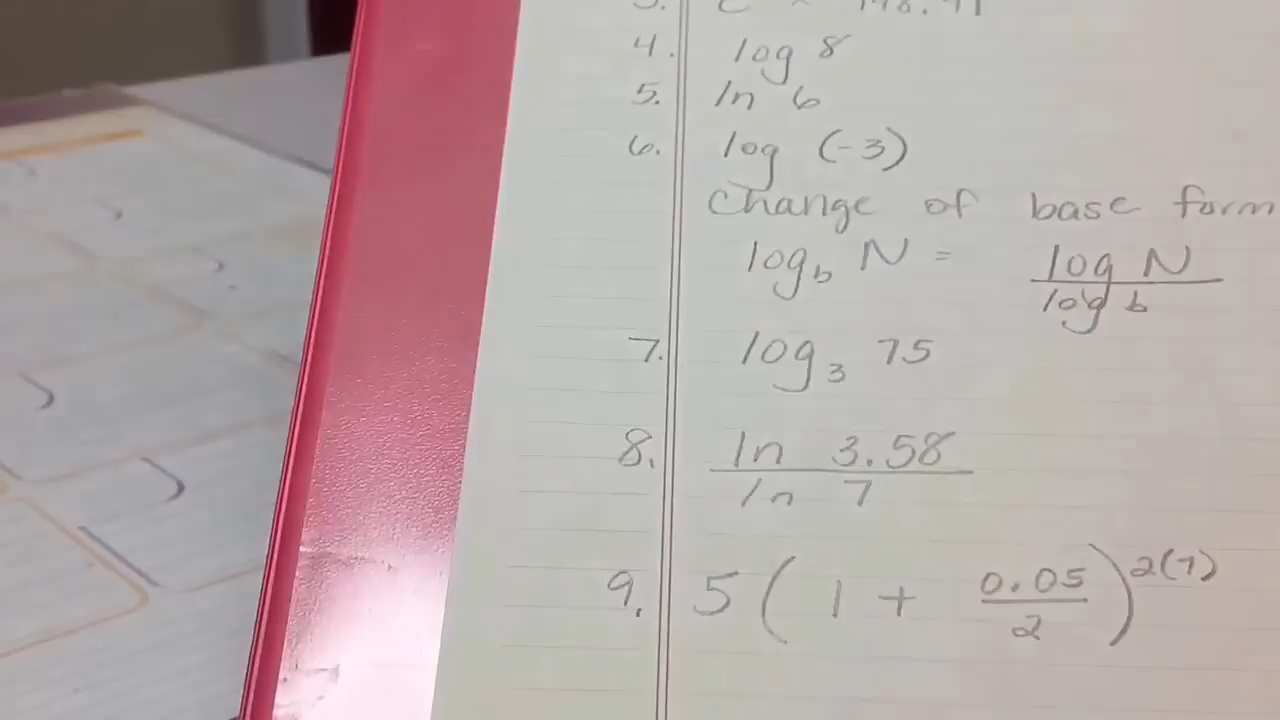 4. log 8
5. ln 6
6. log (-3)
Change of base form
log_b N = log N / log b
7. log_3 75
8. ln 3.58 / ln 7
9. 5(1 + 0.05/2)^2(7)